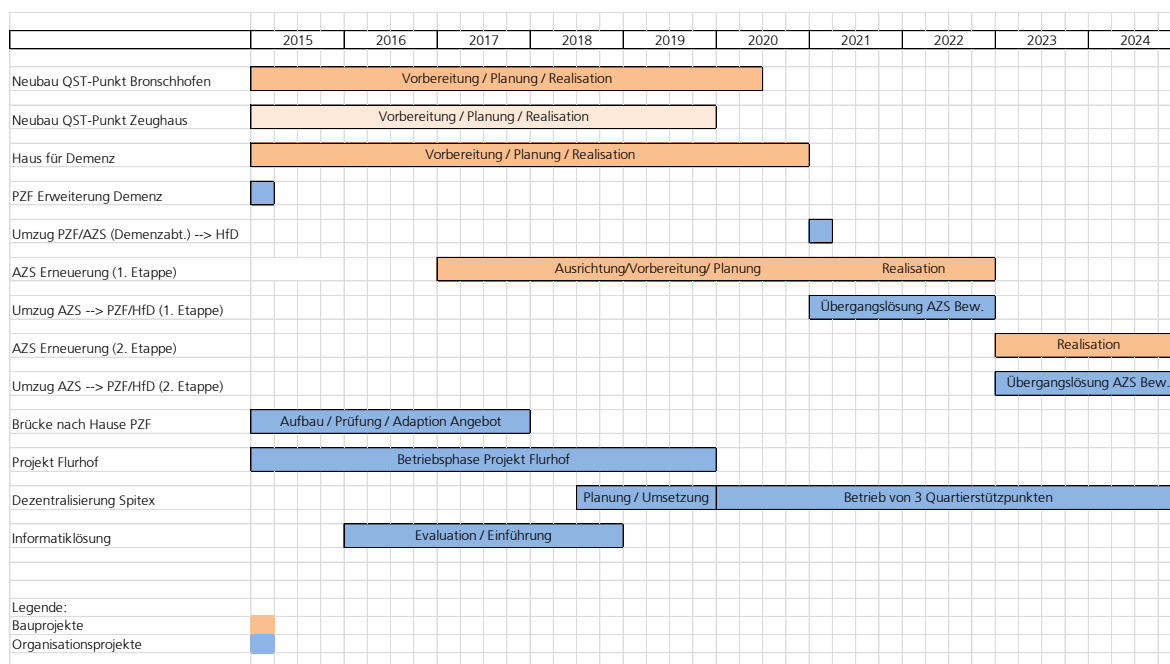 2015 2016 2017 2018 2019 2020 2021 2022 2023 2024
Neubau QST-Punkt Bronschhofen Vorbereitung / Planung / Realisation
Neubau QST-Punkt Zeughaus Vorbereitung / Planung / Realisation
Haus für Demenz Vorbereitung / Planung / Realisation
PZF Erweiterung Demenz
Umzug PZF/AZS (Demenzabt.) --> HfD
AZS Erneuerung (1. Etappe) Ausrichtung/Vorbereitung/ Planung Realisation
Umzug AZS --> PZF/HfD (1. Etappe) Übergangslösung AZS Bew.
AZS Erneuerung (2. Etappe) Realisation
Umzug AZS --> PZF/HfD (2. Etappe) Übergangslösung AZS Bew.
Brücke nach Hause PZF Aufbau / Prüfung / Adaption Angebot
Projekt Flurhof Betriebsphase Projekt Flurhof
Dezentralisierung Spitex Planung / Umsetzung Betrieb von 3 Quartierstützpunkten
Informatiklösung Evaluation / Einführung
Legende:
Bauprojekte
Organisationsprojekte